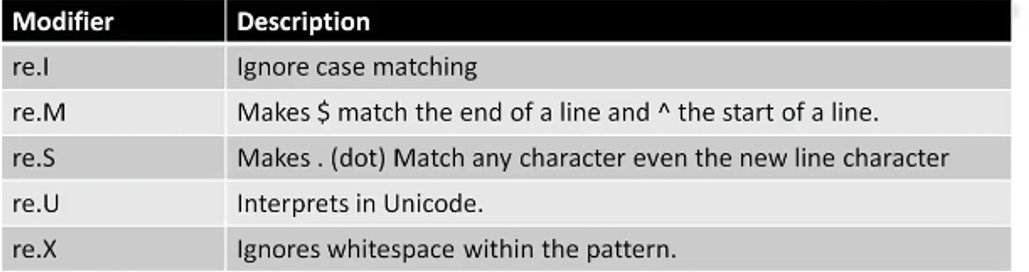 Modifier Description
re.I Ignore case matching
re.M Makes $ match the end of a line and ^ the start of a line.
re.S Makes . (dot) Match any character even the new line character
re.U Interprets in Unicode.
re.X Ignores whitespace within the pattern.